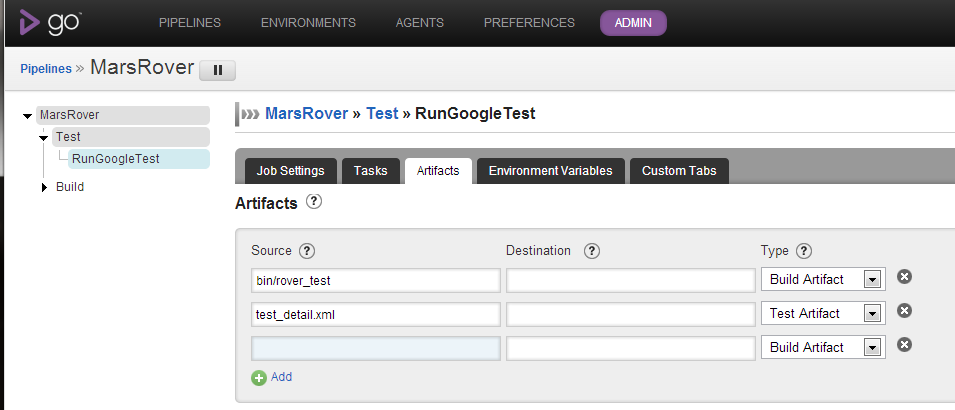 go™ PIPELINES ENVIRONMENTS AGENTS PREFERENCES ADMIN
Pipelines » MarsRover
MarsRover
Test
RunGoogleTest
Build
MarsRover » Test » RunGoogleTest
Job Settings Tasks Artifacts Environment Variables Custom Tabs
Artifacts ?
Source ? Destination ? Type ?
bin/rover_test Build Artifact
test_detail.xml Test Artifact
Build Artifact
Add